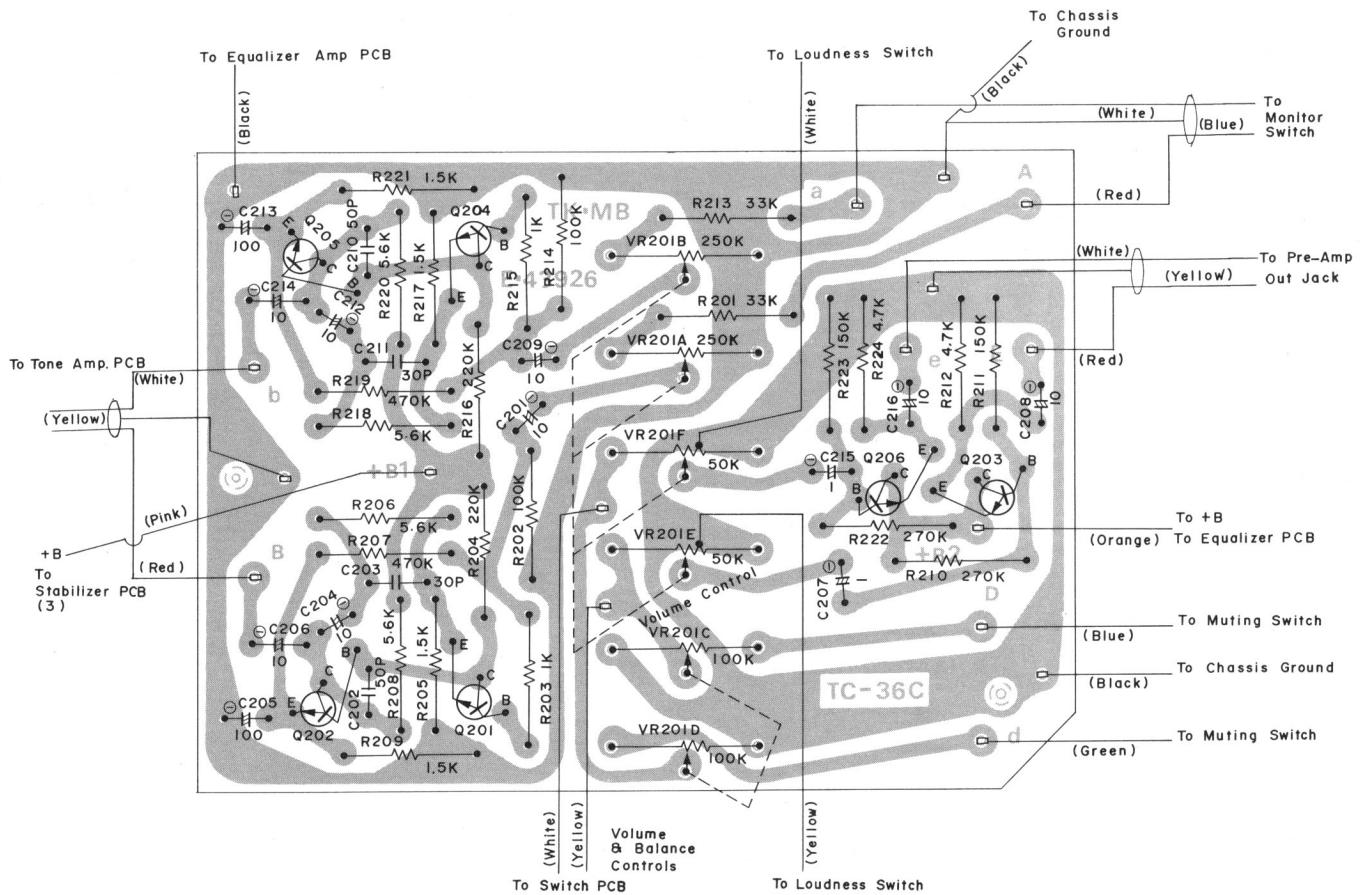 To Chassis
Ground
To Equalizer Amp PCB
To Loudness Switch
(Black)
(Black)
(White)
(White)
(Blue)
To
Monitor
Switch
(Red)
a
A
R221 1.5K
C213
100
E
Q205
C
B
C210 50P
R220 5.6K
R217 1.5K
Q204
B
C
E
1K
R215
R214
100K
TK·MB
E-41926
R213 33K
VR201B 250K
R201 33K
VR201A 250K
(White)
(Yellow)
To Pre-Amp
Out Jack
(Red)
C214
10
C212
10
C211
30P
C209
10
R216 220K
R219
470K
R218
5.6K
C201
10
To Tone Amp. PCB
(White)
(Yellow)
b
+B1
R223 150K
R224 4.7K
e
C216
10
R212 4.7K
R211 150K
E
C208
10
VR201F
50K
C215
1
Q206
E
C
B
Q203
C
E
B
R222 270K
+B2
R210 270K
(Pink)
+B
To
Stabilizer PCB
(3)
(Red)
B
R206
5.6K
R207
470K
C203
30P
R204 220K
R202 100K
VR201E
50K
Volume Control
C207
1
To +B
(Orange) To Equalizer PCB
D
C204
10
C206
10
B
C
E
C205
100
Q202
C202
50P
R208 5.6K
R205 1.5K
E
C
B
Q201
R203 1K
R209
1.5K
VR201C
100K
VR201D
100K
TC-36C
To Muting Switch
(Blue)
To Chassis Ground
(Black)
d
To Muting Switch
(Green)
(White)
(Yellow)
Volume
& Balance
Controls
(Yellow)
To Switch PCB
To Loudness Switch